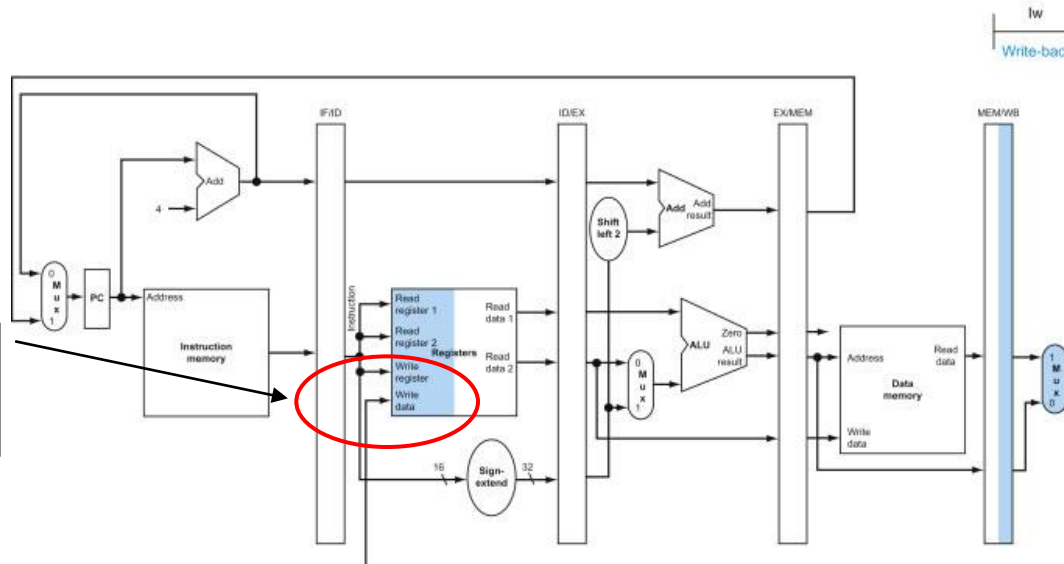 lw
Write-bac
IF/ID
ID/EX
EX/MEM
MEM/WB
Add
4
Shift
left 2
Add
Add
result
0
M
u
x
1
PC
Address
Instruction
memory
Instruction
Read
register 1
Read
register 2
Write
register
Write
data
Registers
Read
data 1
Read
data 2
0
M
u
x
1
Zero
ALU
ALU
result
Address
Read
data
Data
memory
Write
data
1
M
u
x
0
16
Sign-
extend
32